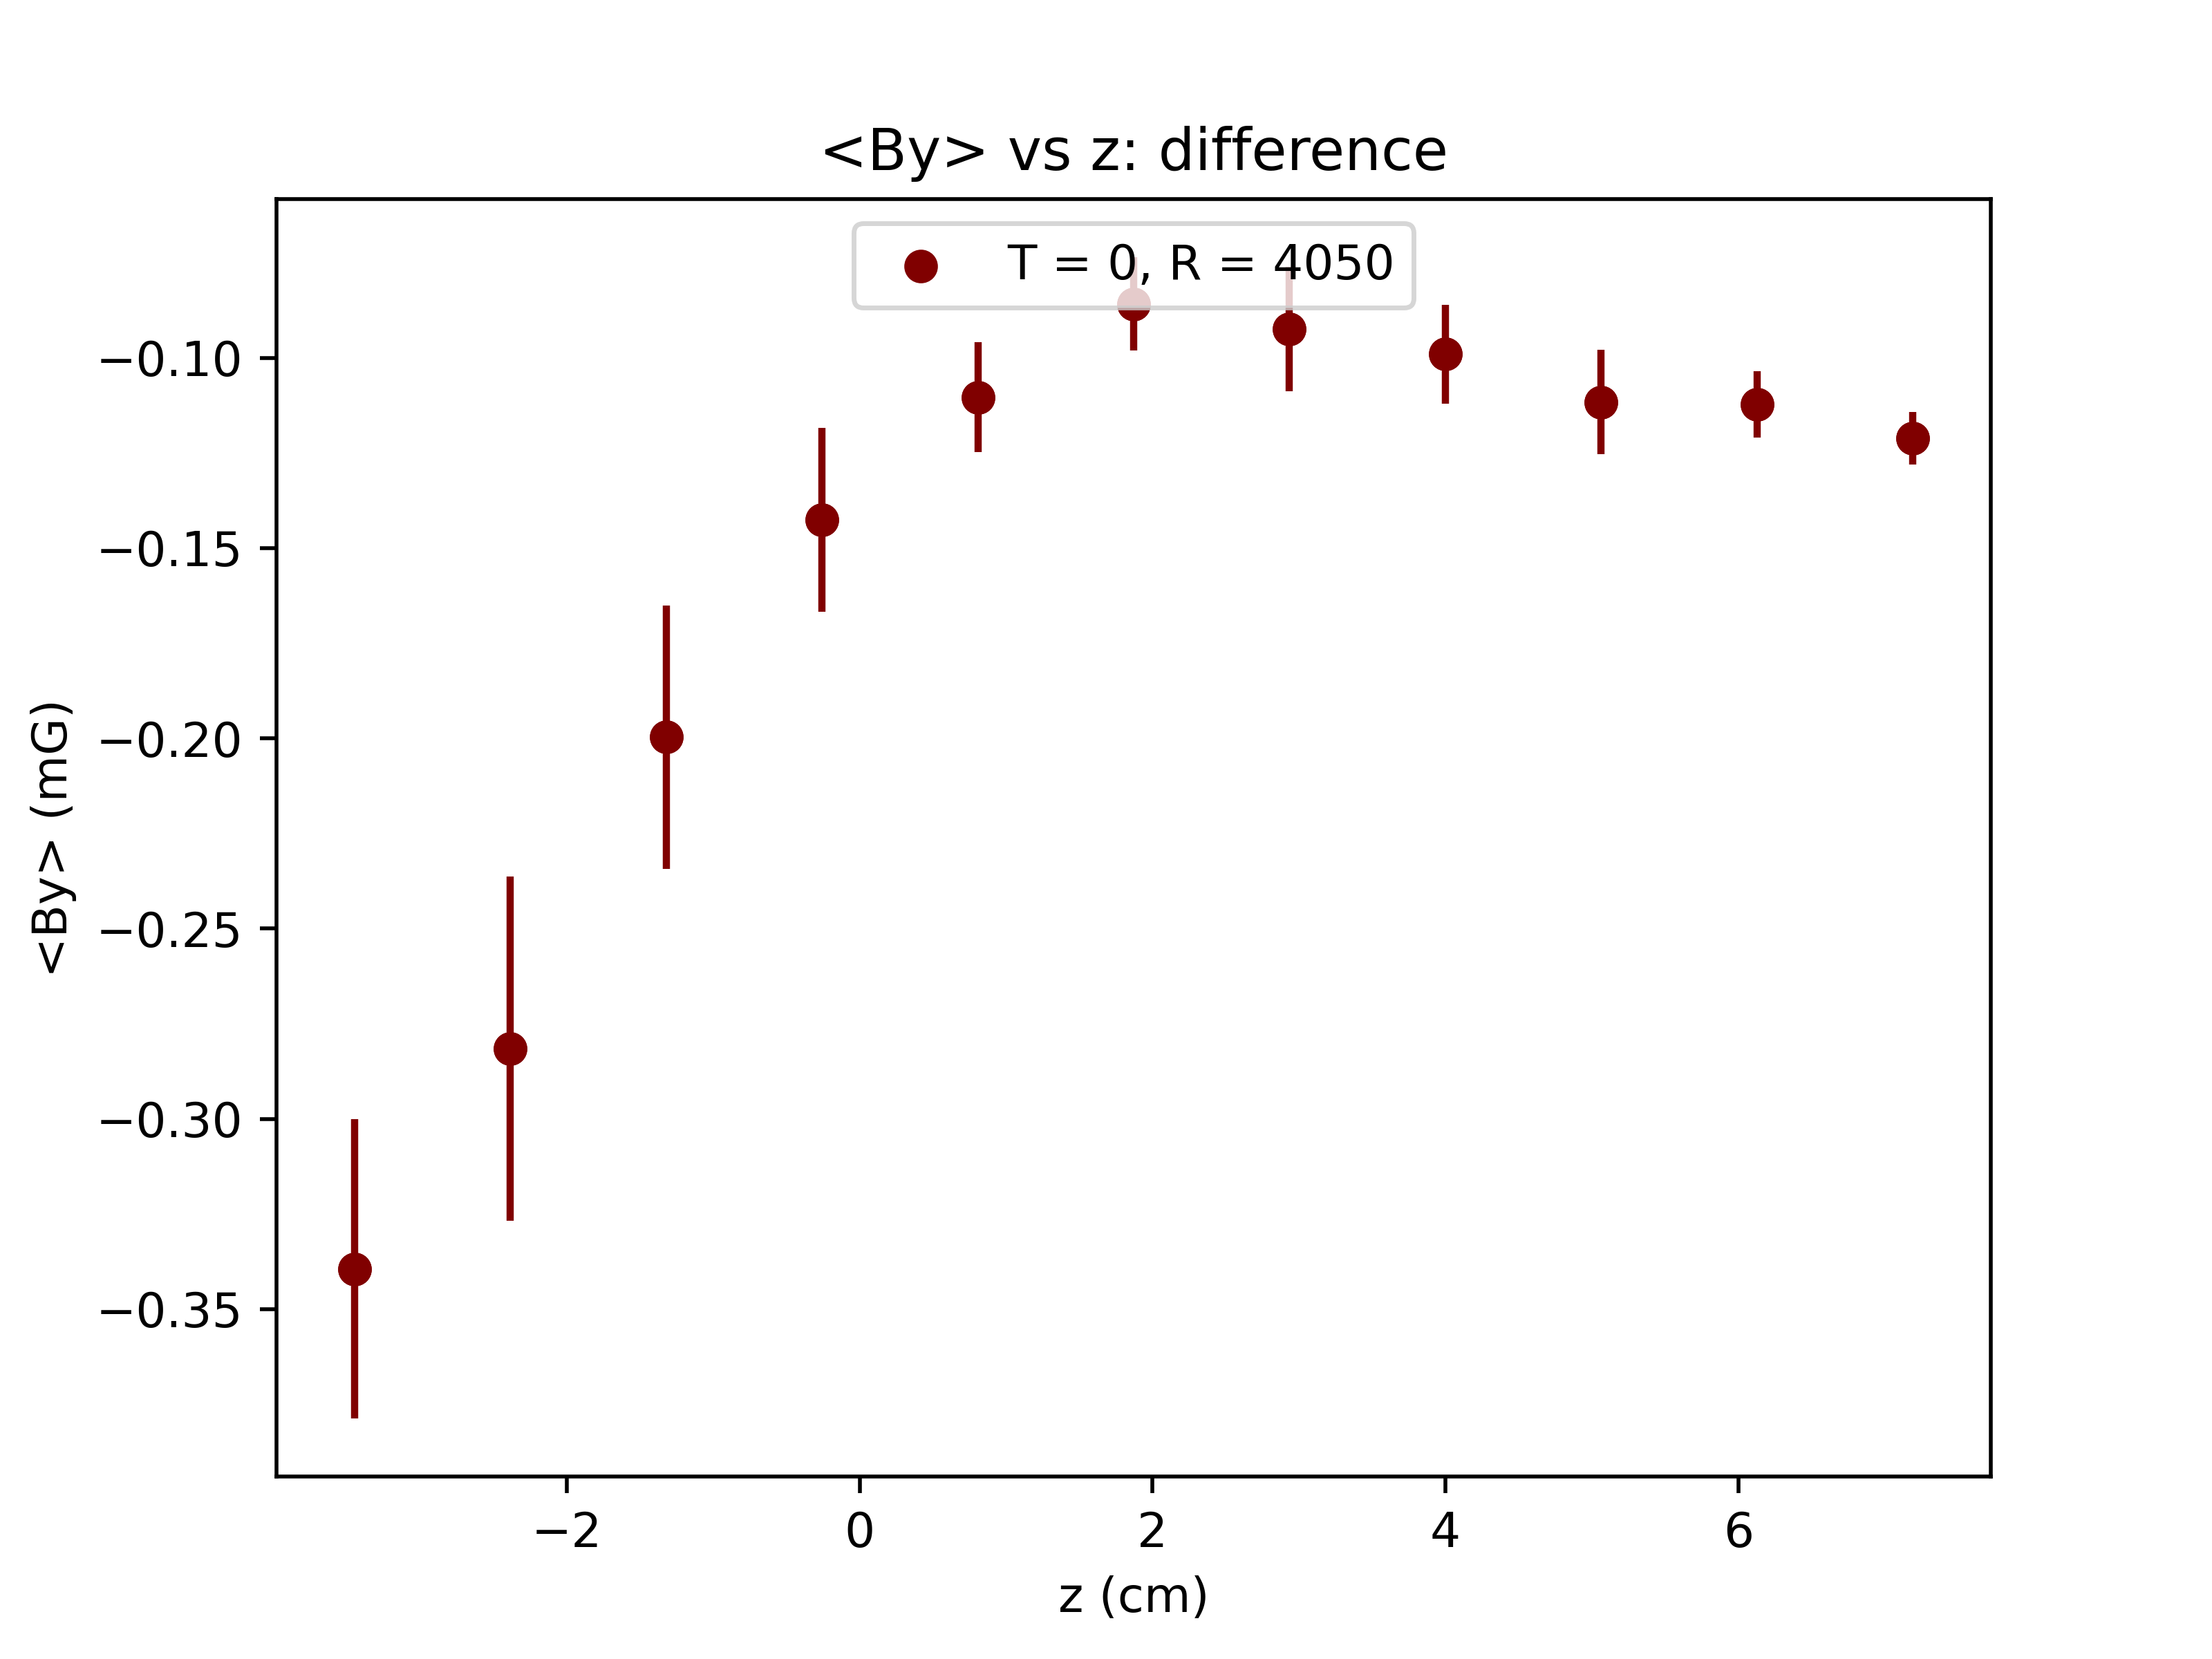 <By> vs z: difference
T = 0, R = 4050
<By> (mG)
−0.10
−0.15
−0.20
−0.25
−0.30
−0.35
−2 0 2 4 6
z (cm)